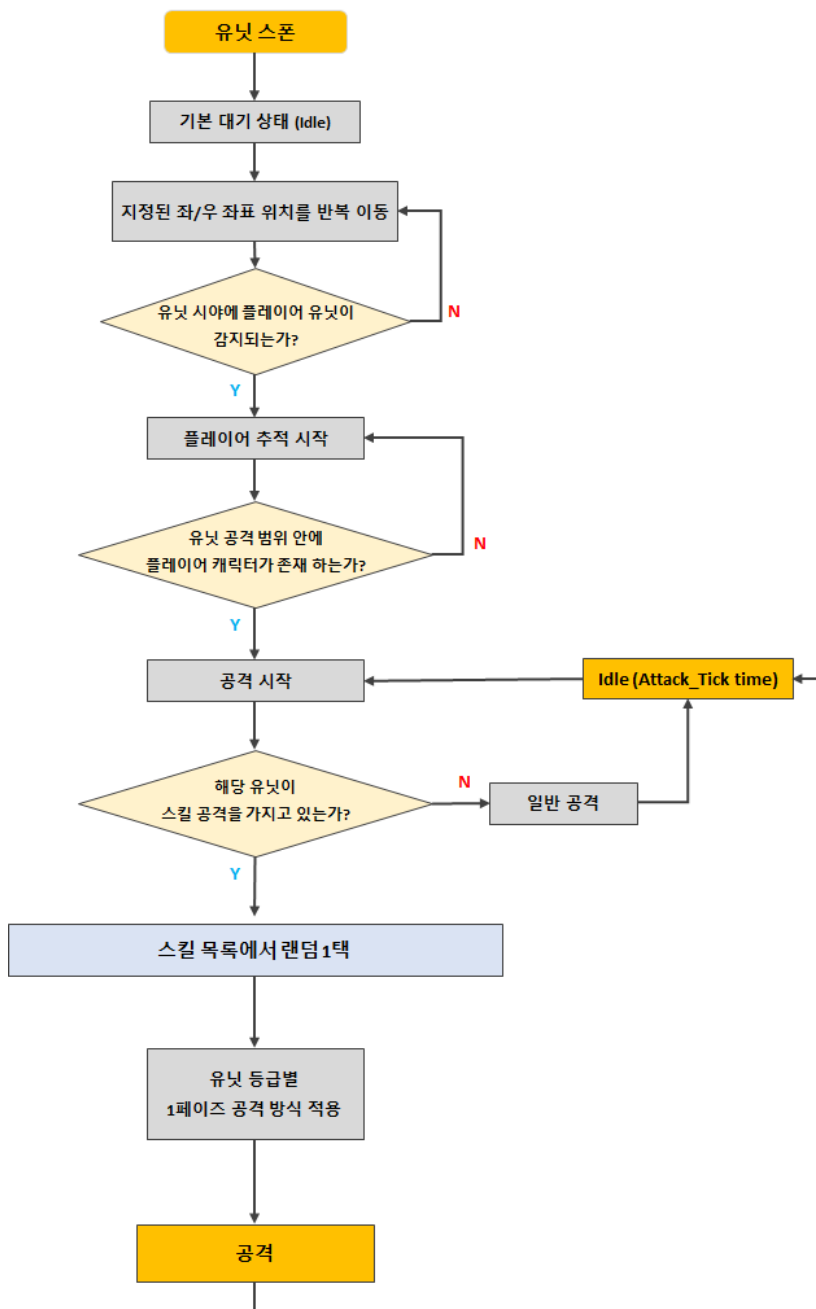 유닛 스폰
기본 대기 상태 (Idle)
지정된 좌/우 좌표 위치를 반복 이동
유닛 시야에 플레이어 유닛이
감지되는가?
N
Y
플레이어 추적 시작
유닛 공격 범위 안에
플레이어 캐릭터가 존재 하는가?
N
Y
공격 시작
Idle (Attack_Tick time)
해당 유닛이
스킬 공격을 가지고 있는가?
N
일반 공격
Y
스킬 목록에서 랜덤 1택
유닛 등급별
1페이즈 공격 방식 적용
공격